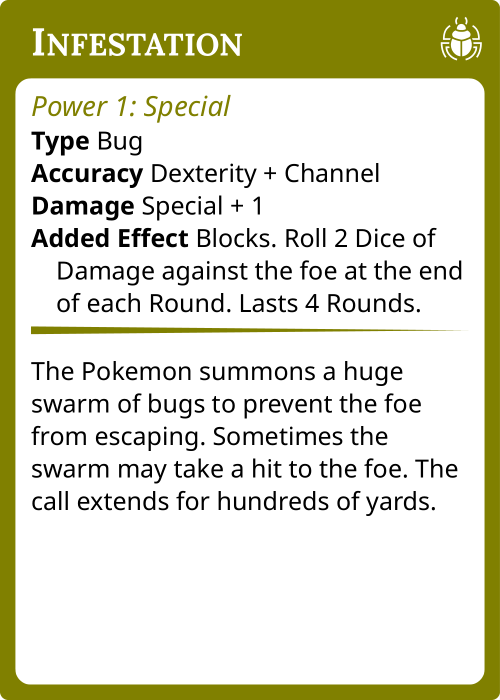 INFESTATION
Power 1: Special
Type Bug
Accuracy Dexterity + Channel
Damage Special + 1
Added Effect Blocks. Roll 2 Dice of
Damage against the foe at the end
of each Round. Lasts 4 Rounds.
The Pokemon summons a huge
swarm of bugs to prevent the foe
from escaping. Sometimes the
swarm may take a hit to the foe. The
call extends for hundreds of yards.